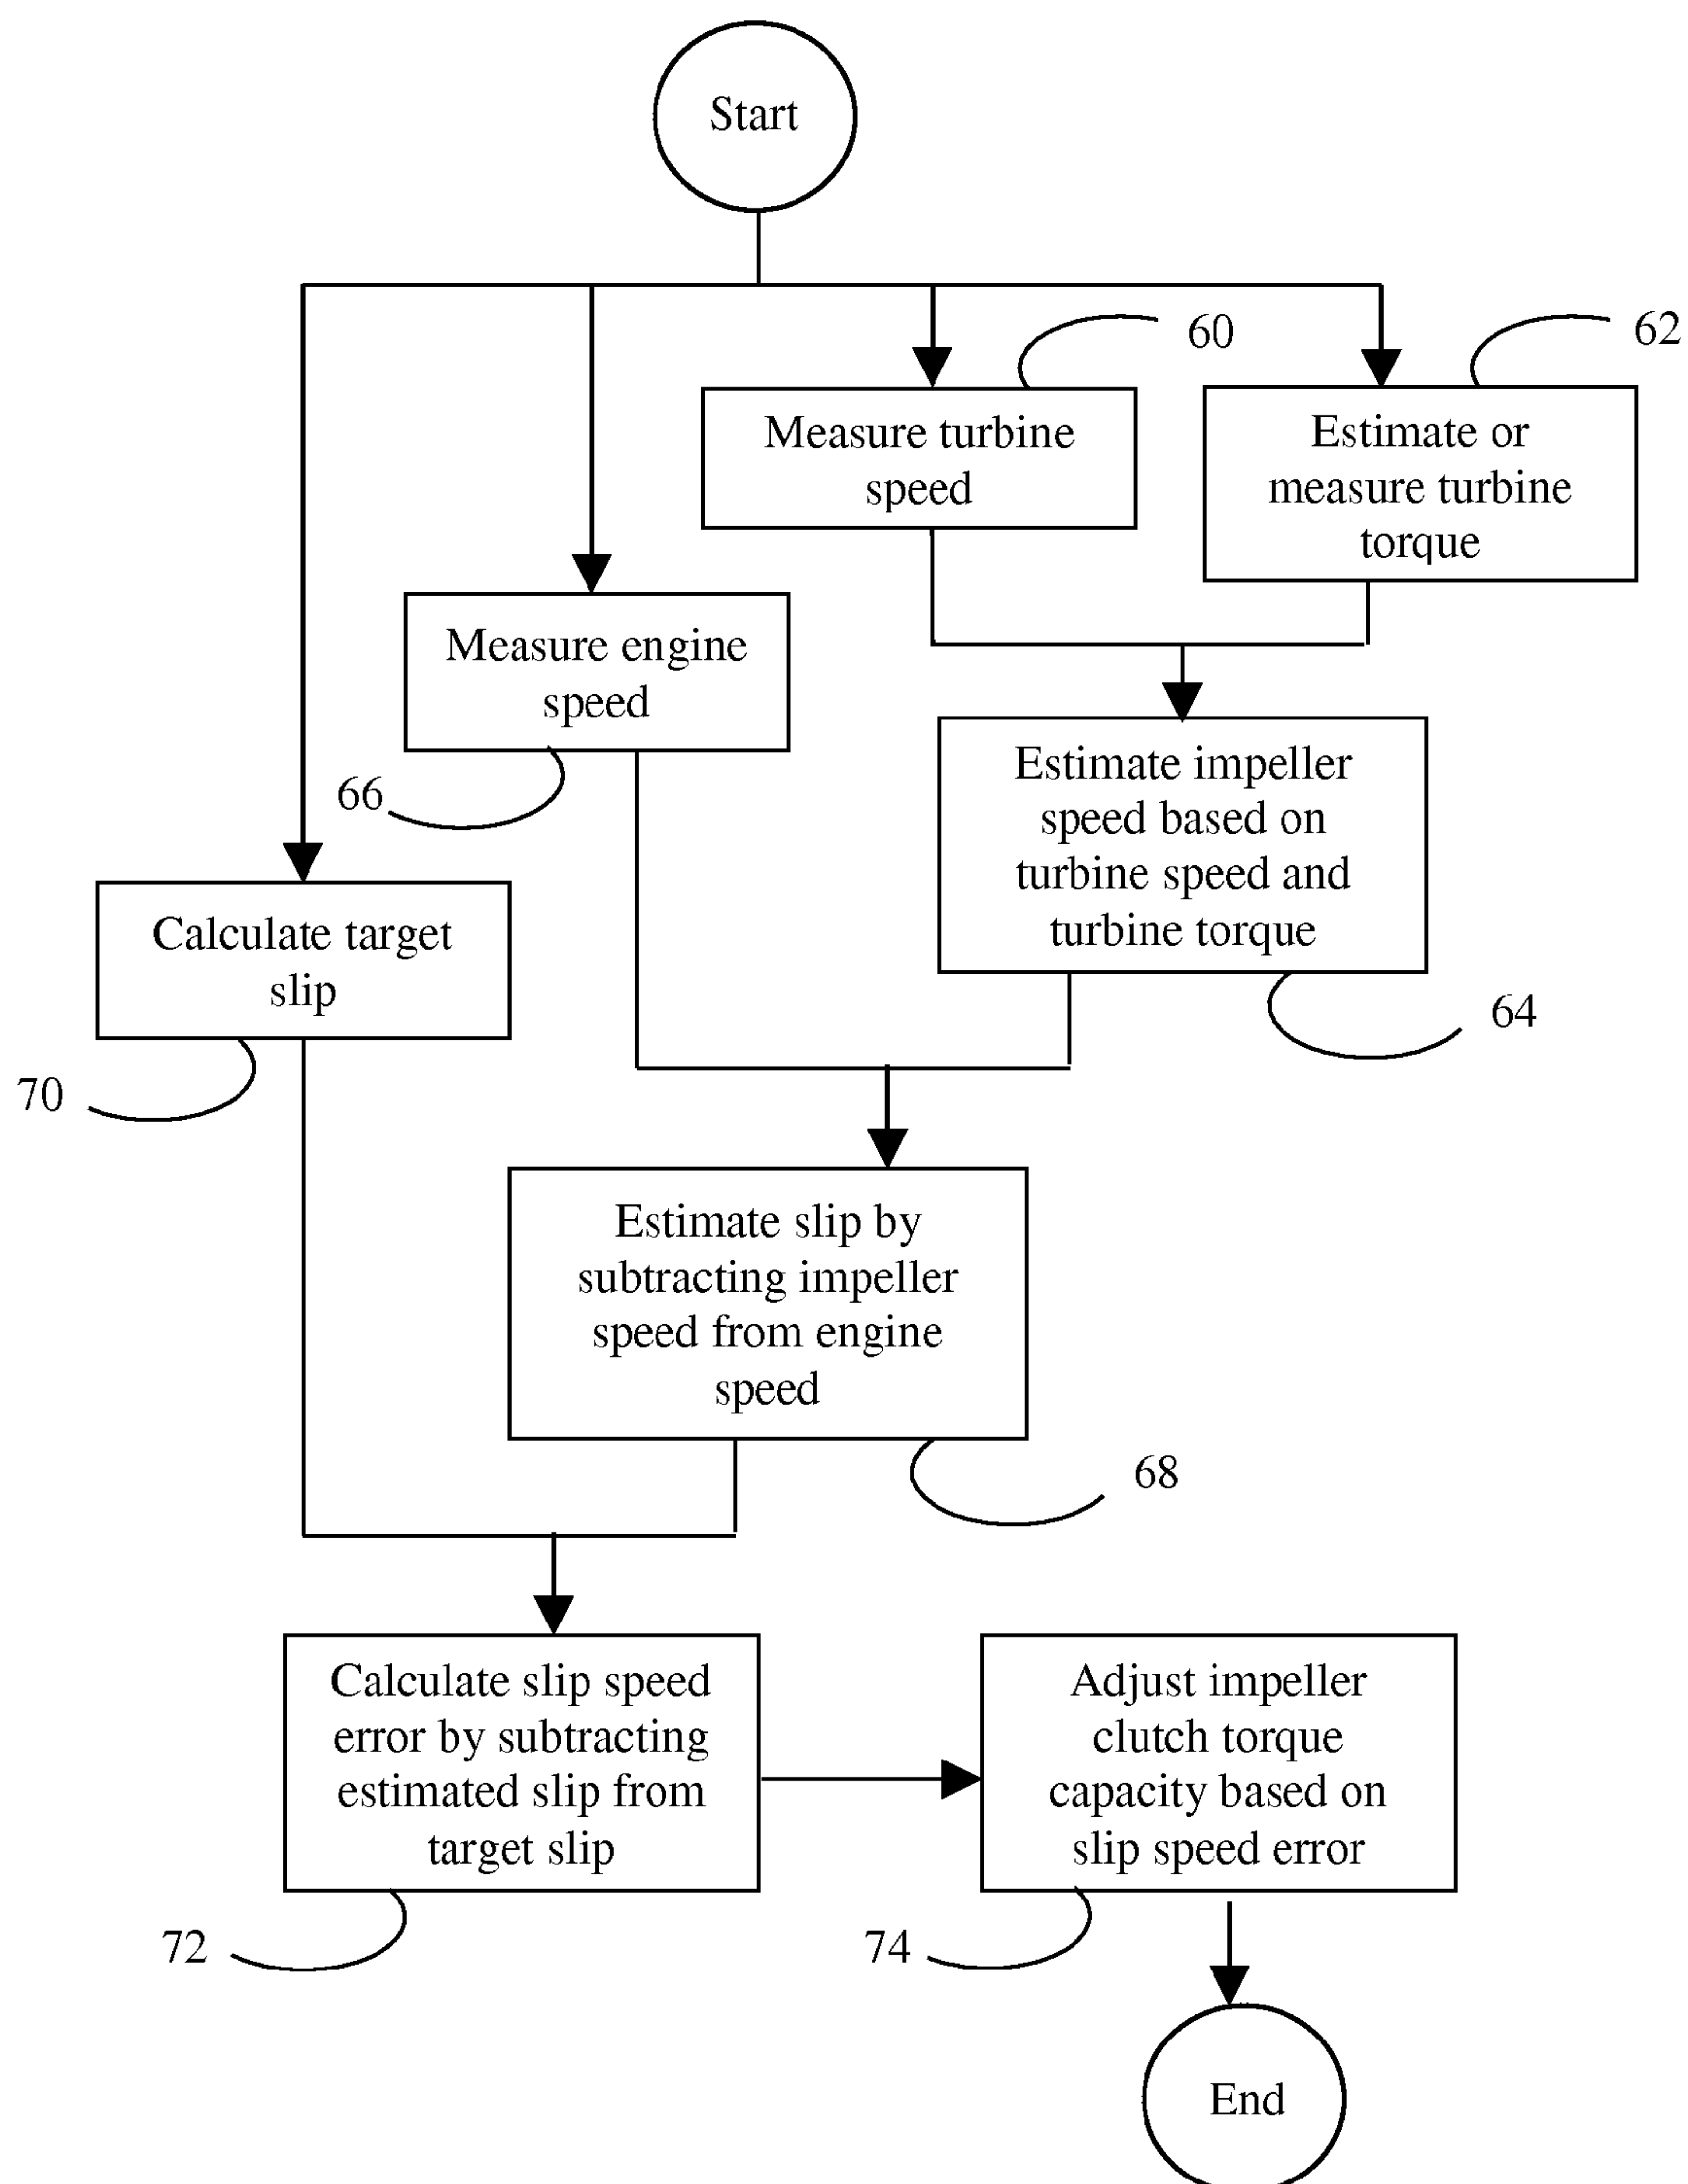 Start
60
62
Measure turbine
speed
Estimate or
measure turbine
torque
Measure engine
speed
66
Estimate impeller
speed based on
turbine speed and
turbine torque
64
Calculate target
slip
70
Estimate slip by
subtracting impeller
speed from engine
speed
68
Calculate slip speed
error by subtracting
estimated slip from
target slip
72
Adjust impeller
clutch torque
capacity based on
slip speed error
74
End